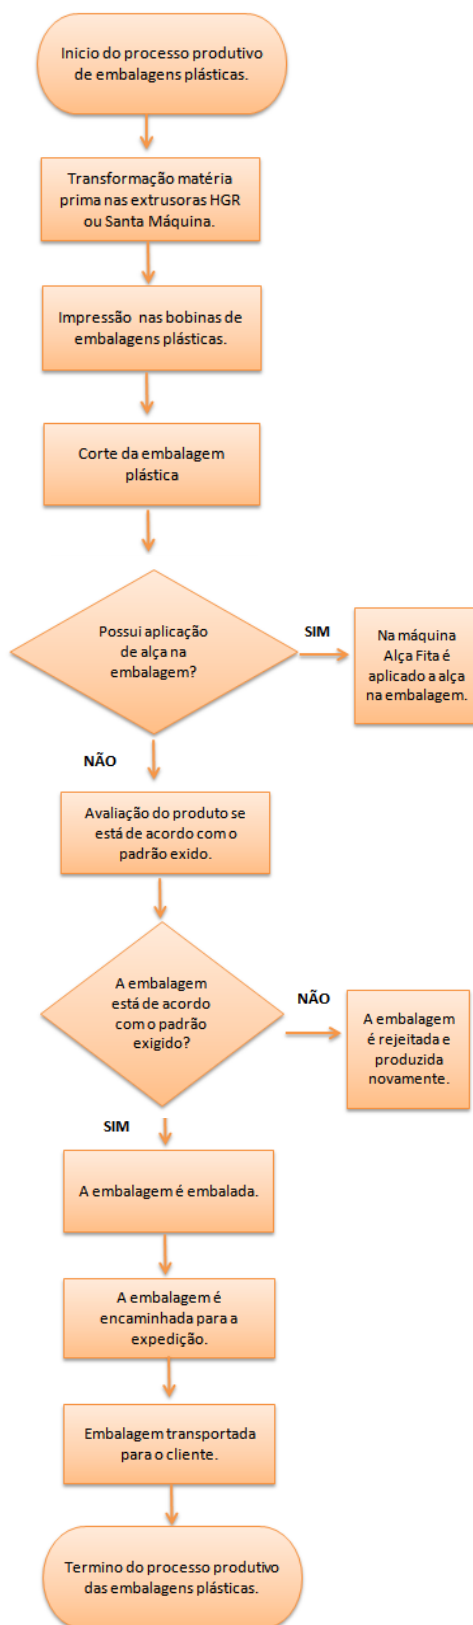 Inicio do processo produtivo
de embalagens plásticas.
Transformação matéria
prima nas extrusoras HGR
ou Santa Máquina.
Impressão nas bobinas de
embalagens plásticas.
Corte da embalagem
plástica
Possui aplicação
de alça na
embalagem?
SIM
Na máquina
Alça Fita é
aplicado a alça
na embalagem.
NÃO
Avaliação do produto se
está de acordo com o
padrão exido.
A embalagem
está de acordo
com o padrão
exigido?
NÃO
A embalagem
é rejeitada e
produzida
novamente.
SIM
A embalagem é embalada.
A embalagem é
encaminhada para a
expedição.
Embalagem transportada
para o cliente.
Termino do processo produtivo
das embalagens plásticas.